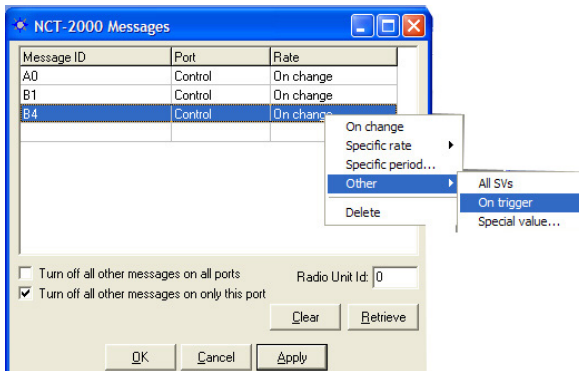 NCT-2000 Messages
Message ID Port Rate
A0 Control On change
B1 Control On change
B4 Control On change
On change
Specific rate
Specific period...
Other
Delete
All SVs
On trigger
Special value...
Turn off all other messages on all ports
Radio Unit Id: 0
Turn off all other messages on only this port
Clear Retrieve
OK Cancel Apply